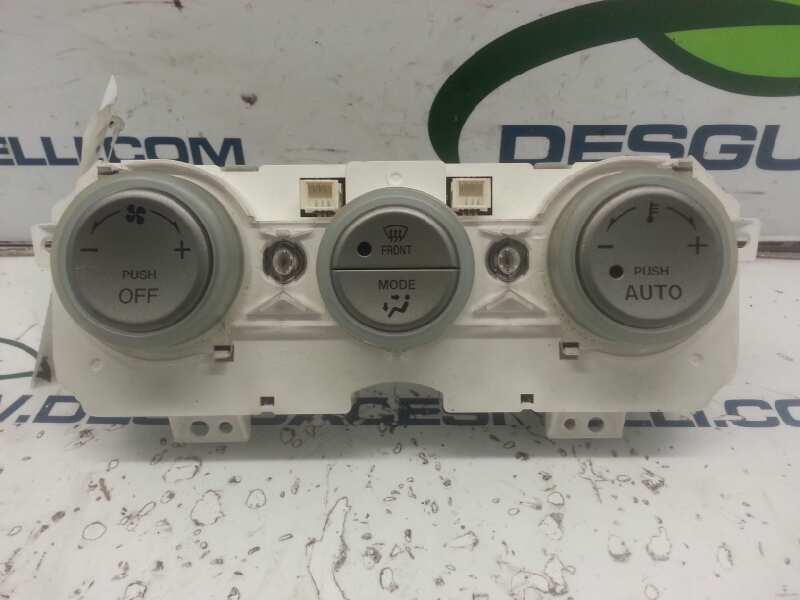 ELLI.COM
DESGU
- +
PUSH
OFF
FRONT
MODE
- +
PUSH
AUTO